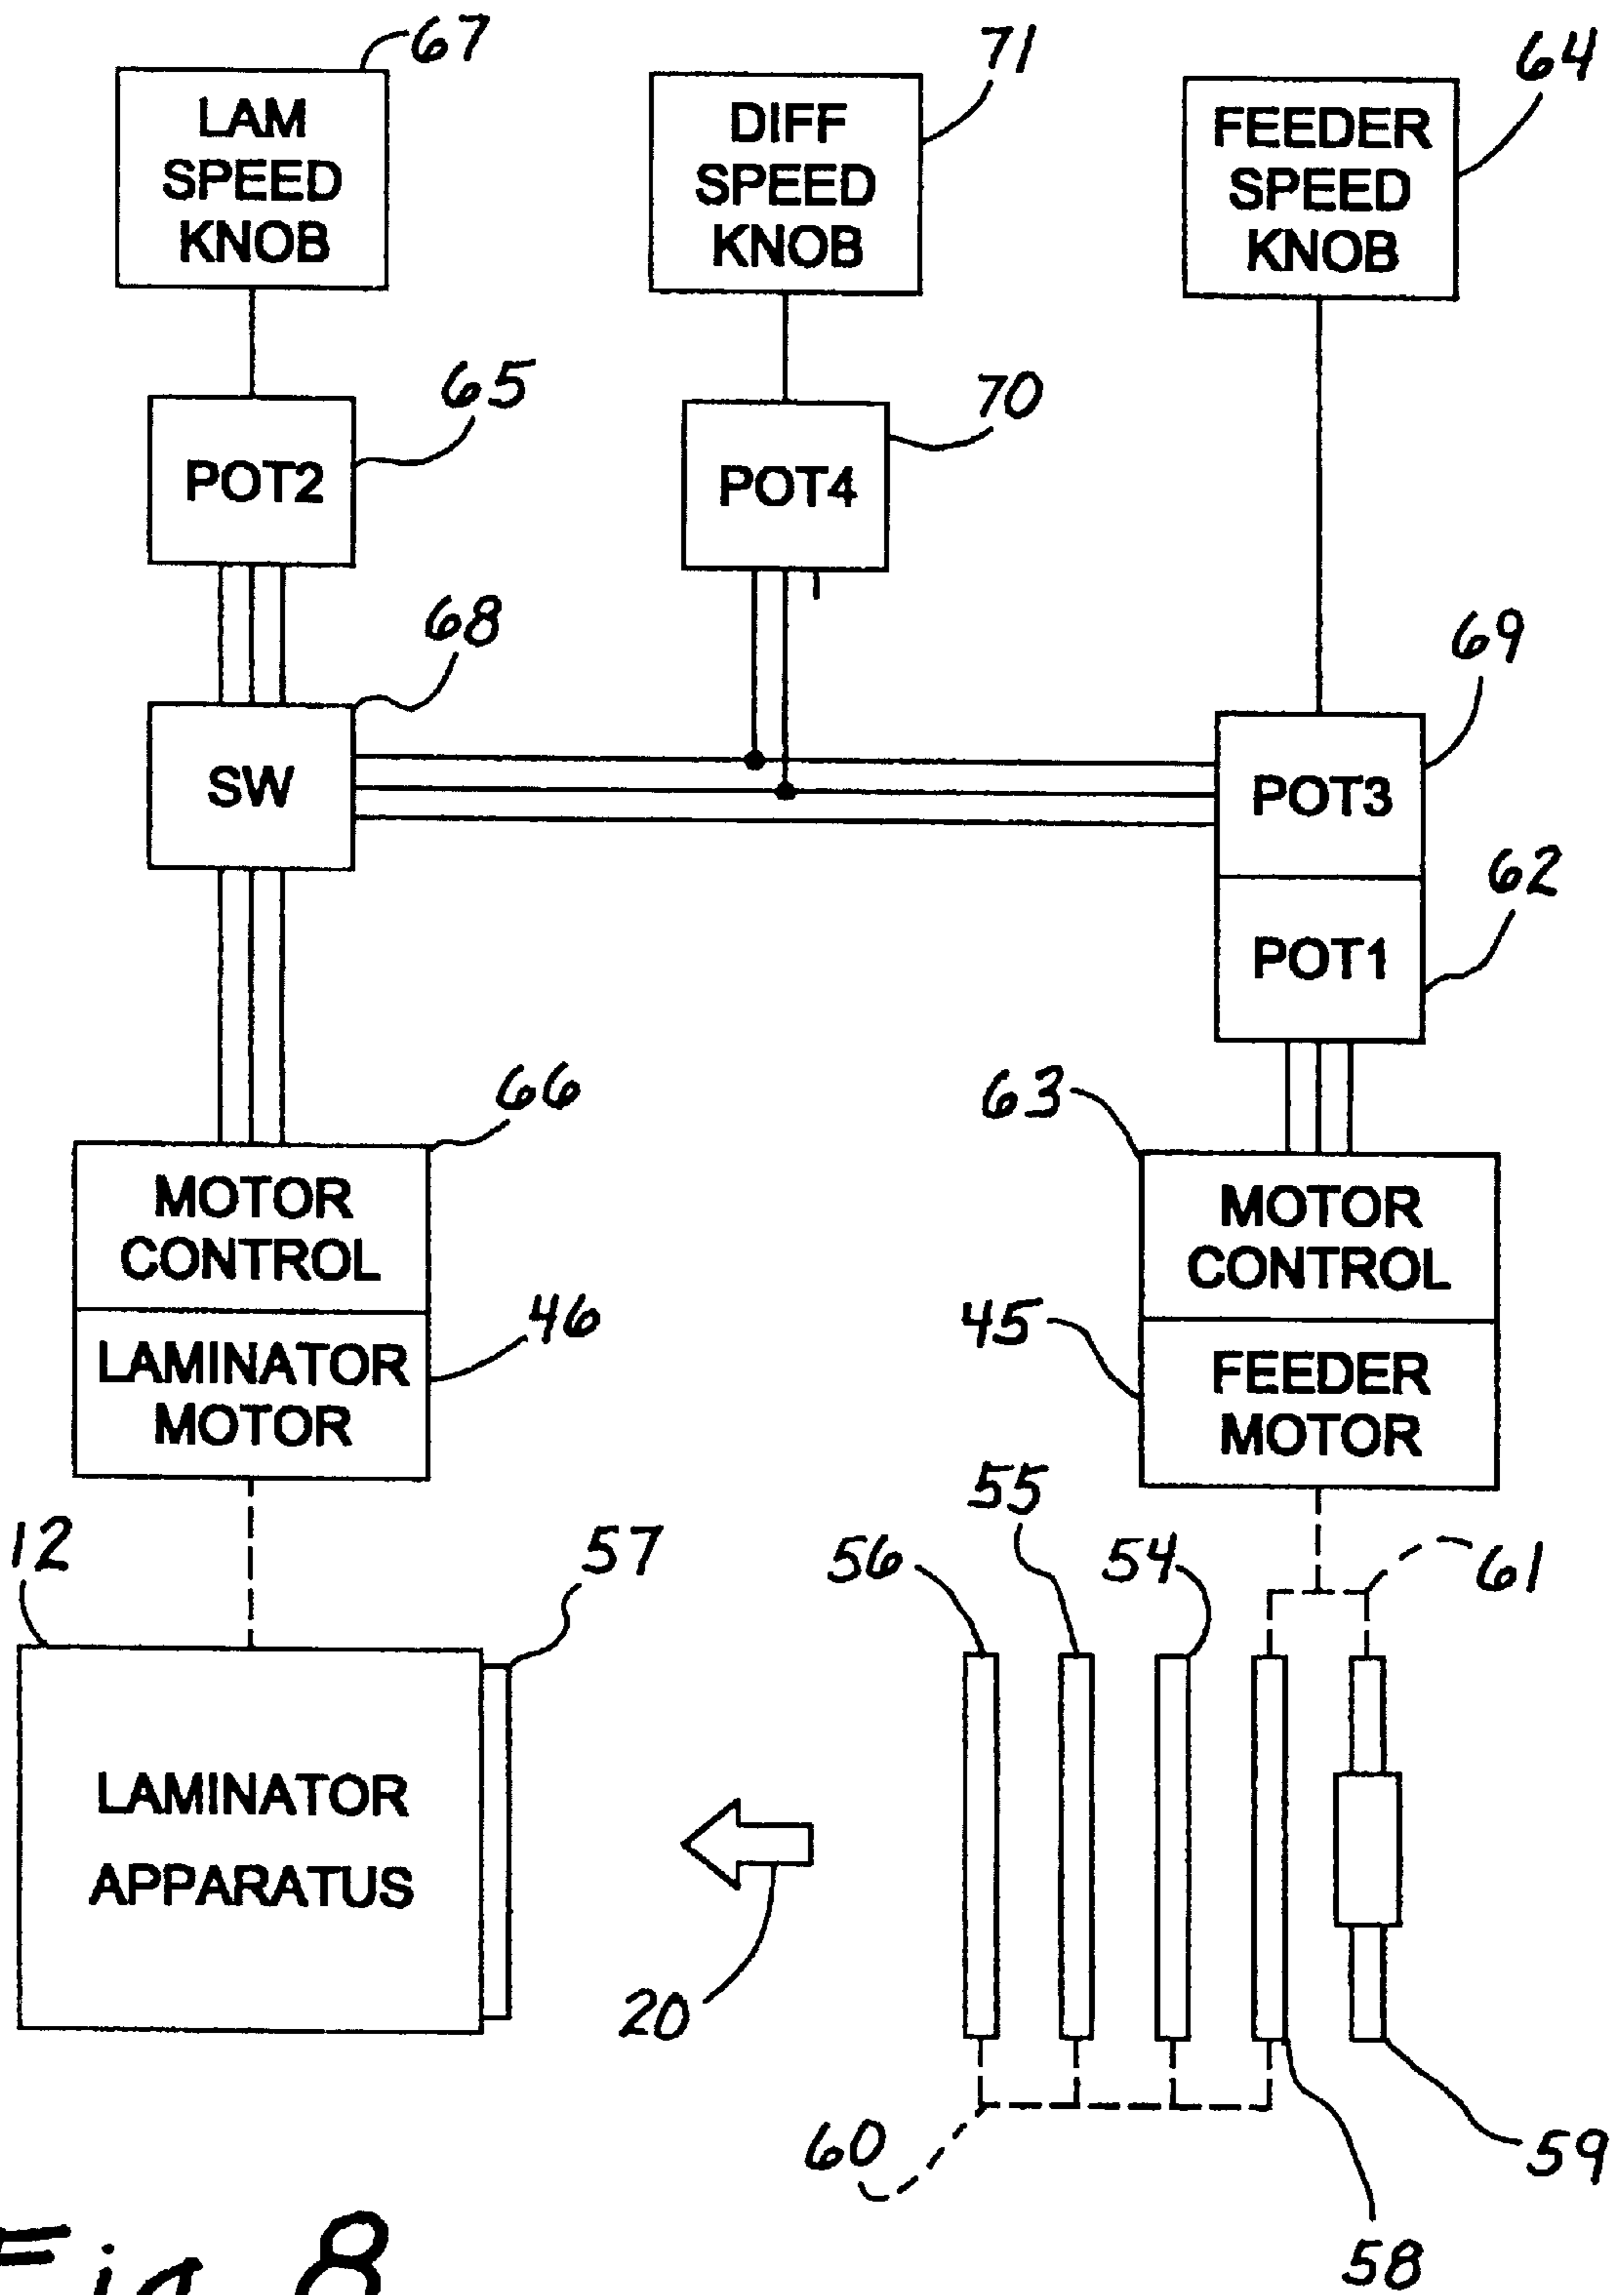 67
71
64
LAM
SPEED
KNOB
DIFF
SPEED
KNOB
FEEDER
SPEED
KNOB
65
70
POT2
POT4
68
69
SW
POT3
62
POT1
66
63
MOTOR
CONTROL
MOTOR
CONTROL
46
45
LAMINATOR
MOTOR
FEEDER
MOTOR
12
57
56
55
54
61
LAMINATOR
APPARATUS
20
60
59
58
Fig 8